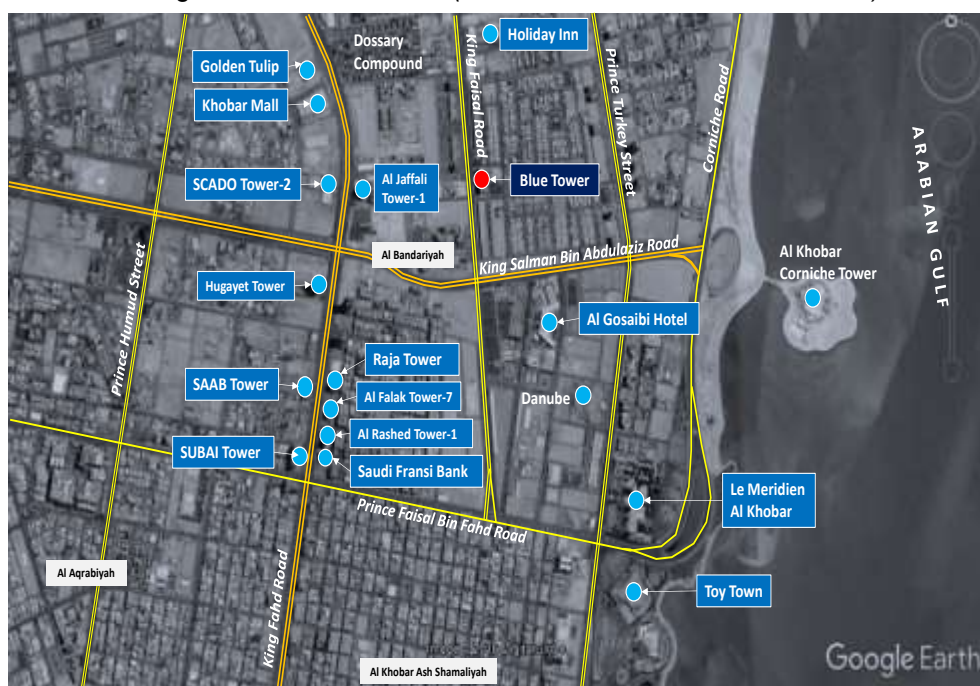 Dossary
Compound
Holiday Inn
Golden Tulip
Khobar Mall
King Faisal Road
Prince Turkey Street
Corniche Road
ARABIAN GULF
SCADO Tower-2
Al Jaffali
Tower-1
Blue Tower
Al Bandariyah
King Salman Bin Abdulaziz Road
Al Khobar
Corniche Tower
Prince Humud Street
Hugayet Tower
Al Gosaibi Hotel
Raja Tower
SAAB Tower
Al Falak Tower-7
Danube
Al Rashed Tower-1
SUBAI Tower
Saudi Fransi Bank
Le Meridien
Al Khobar
Prince Faisal Bin Fahd Road
Al Aqrabiyah
King Fahd Road
Toy Town
Al Khobar Ash Shamaliyah
Google Earth